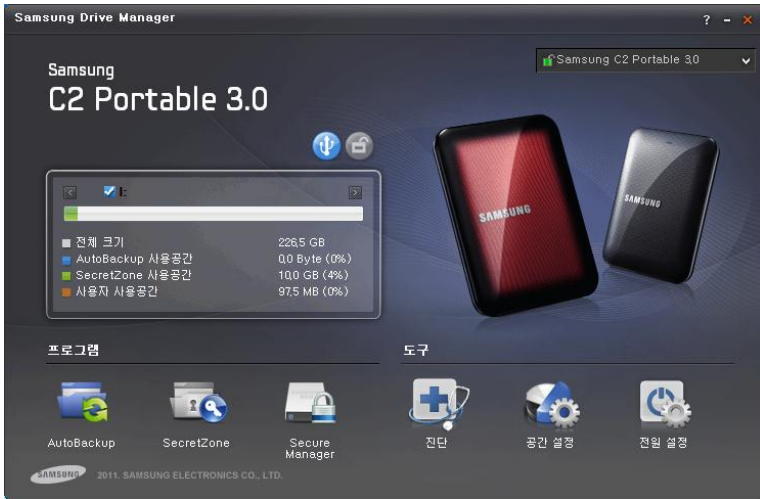 Samsung Drive Manager
? - ×
Samsung C2 Portable 3.0
Samsung
C2 Portable 3.0
I:
전체 크기 226,5 GB
AutoBackup 사용공간 0,0 Byte (0%)
SecretZone 사용공간 10,0 GB (4%)
사용자 사용공간 97,5 MB (0%)
SAMSUNG
SAMSUNG
프로그램
도구
AutoBackup
SecretZone
Secure
Manager
진단
공간 설정
전원 설정
SAMSUNG 2011. SAMSUNG ELECTRONICS CO., LTD.